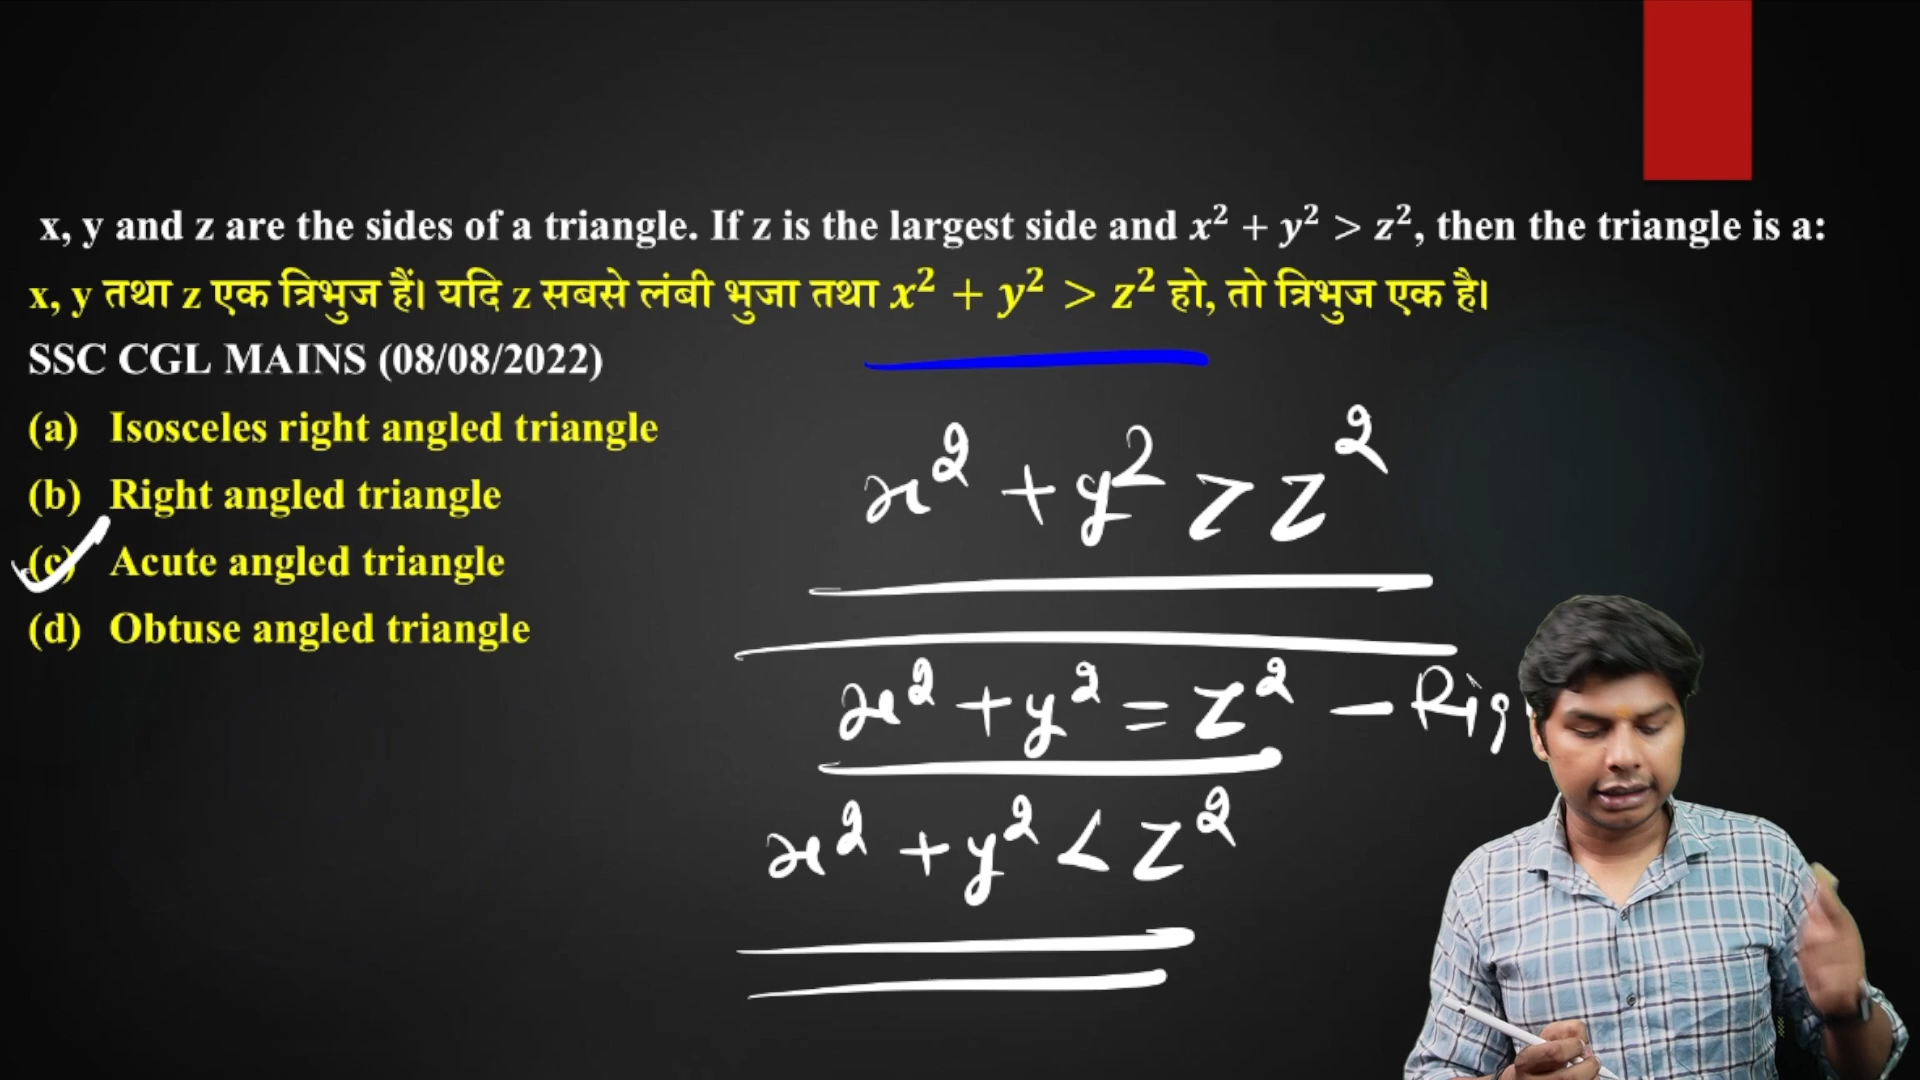 x, y and z are the sides of a triangle. If z is the largest side and x² + y² > z², then the triangle is a:
x, y तथा z एक त्रिभुज हैं। यदि z सबसे लंबी भुजा तथा x² + y² > z² हो, तो त्रिभुज एक है।
SSC CGL MAINS (08/08/2022)
(a) Isosceles right angled triangle
(b) Right angled triangle
(c) Acute angled triangle
(d) Obtuse angled triangle
x² + y² > z²
x² + y² = z² – Rig
x² + y² < z²